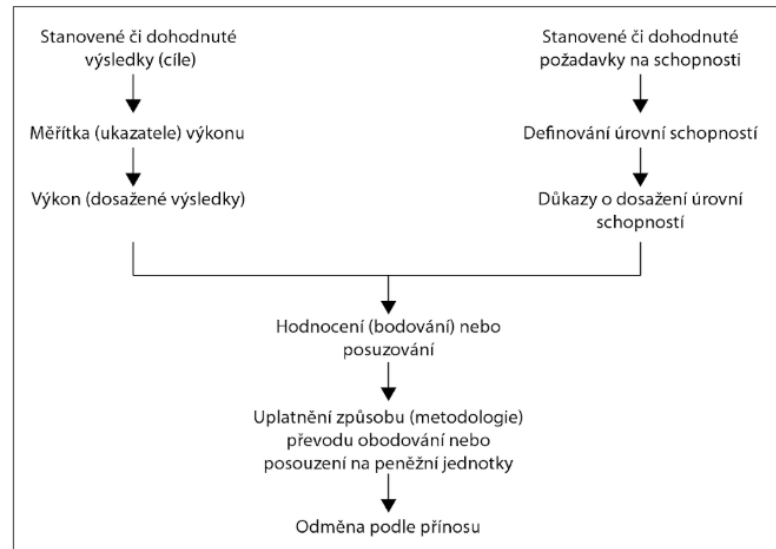 Stanovené či dohodnuté
výsledky (cíle)
Měřítka (ukazatele) výkonu
Výkon (dosažené výsledky)
Stanovené či dohodnuté
požadavky na schopnosti
Definování úrovní schopností
Důkazy o dosažení úrovní
schopností
Hodnocení (bodování) nebo
posuzování
Uplatnění způsobu (metodologie)
převodu obodování nebo
posouzení na peněžní jednotky
Odměna podle přínosu